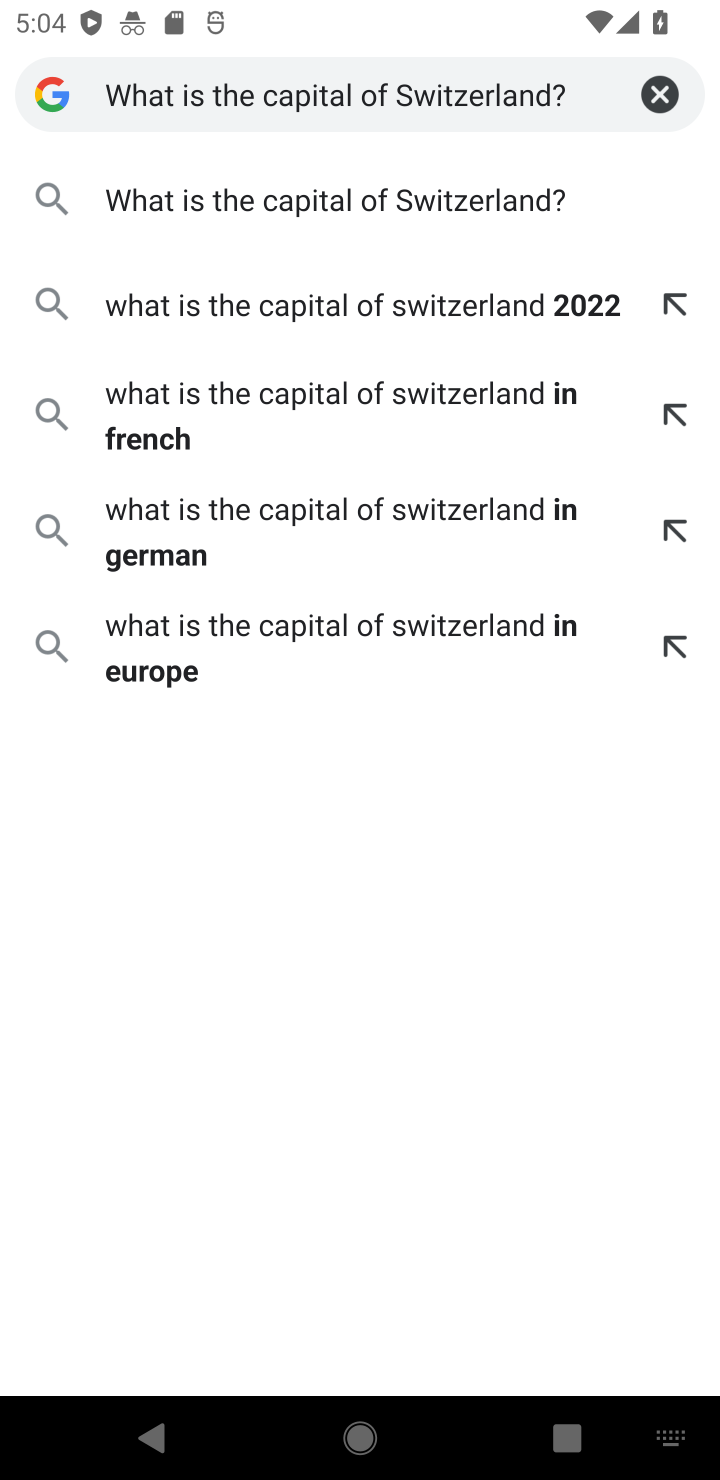 5:04
What is the capital of Switzerland?
What is the capital of Switzerland?
what is the capital of switzerland 2022
what is the capital of switzerland in
french
what is the capital of switzerland in
german
what is the capital of switzerland in
europe